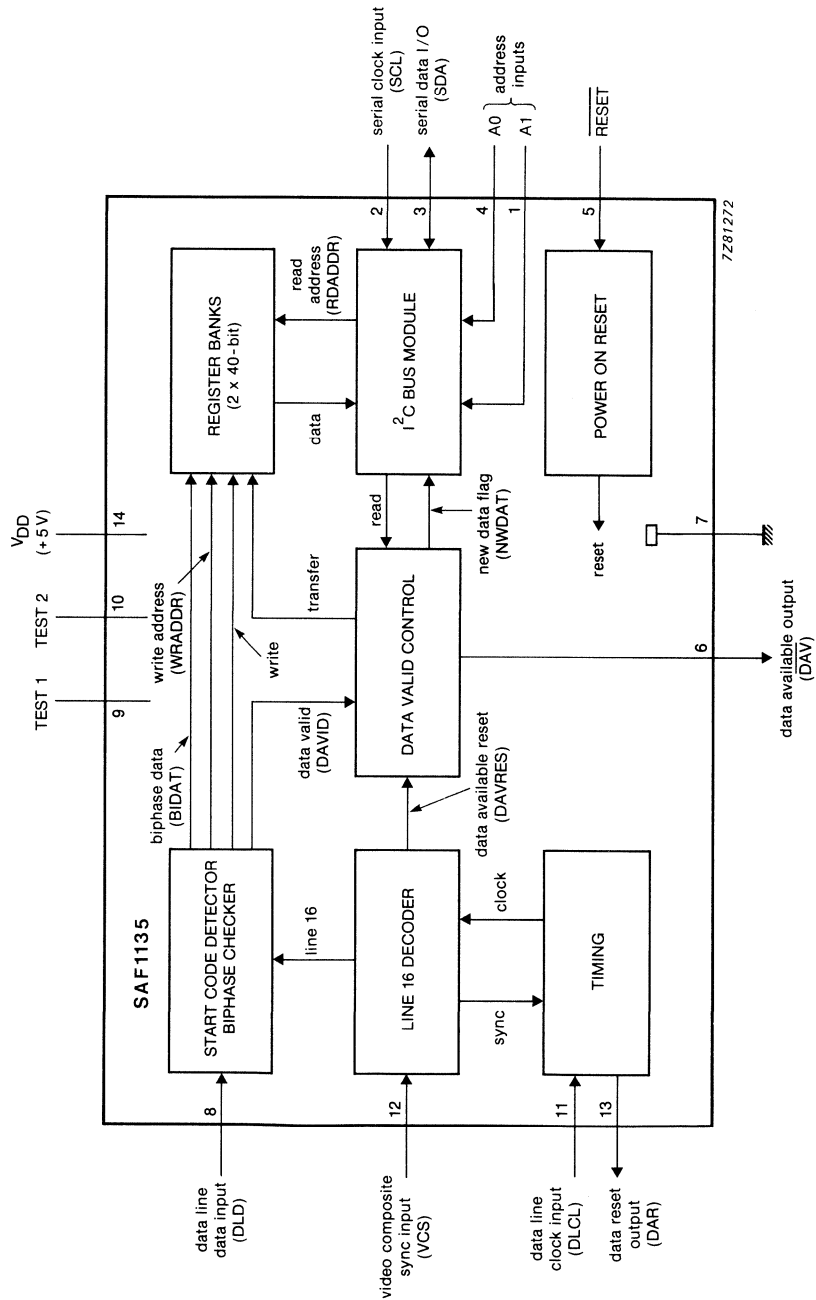 VDD
(+5 V)
TEST 2
TEST 1
14
10
9
SAF1135
data line
data input
(DLD)
8
START CODE DETECTOR
BIPHASE CHECKER
biphase data
(BIDAT)
write address
(WRADDR)
write
data valid
(DAVID)
transfer
REGISTER BANKS
(2 x 40-bit)
line 16
data
read
address
(RDADDR)
video composite
sync input
(VCS)
12
LINE 16 DECODER
data available reset
(DAVRES)
DATA VALID CONTROL
read
new data flag
(NWDAT)
I²C BUS MODULE
2
serial clock input
(SCL)
3
serial data I/O
(SDA)
4
A0
1
A1
address
inputs
sync
clock
data line
clock input
(DLCL)
11
data reset
output
(DAR)
13
TIMING
6
data available output
(D̅A̅V̅)
7
reset
POWER ON RESET
5
R̅E̅S̅E̅T̅
7Z81272